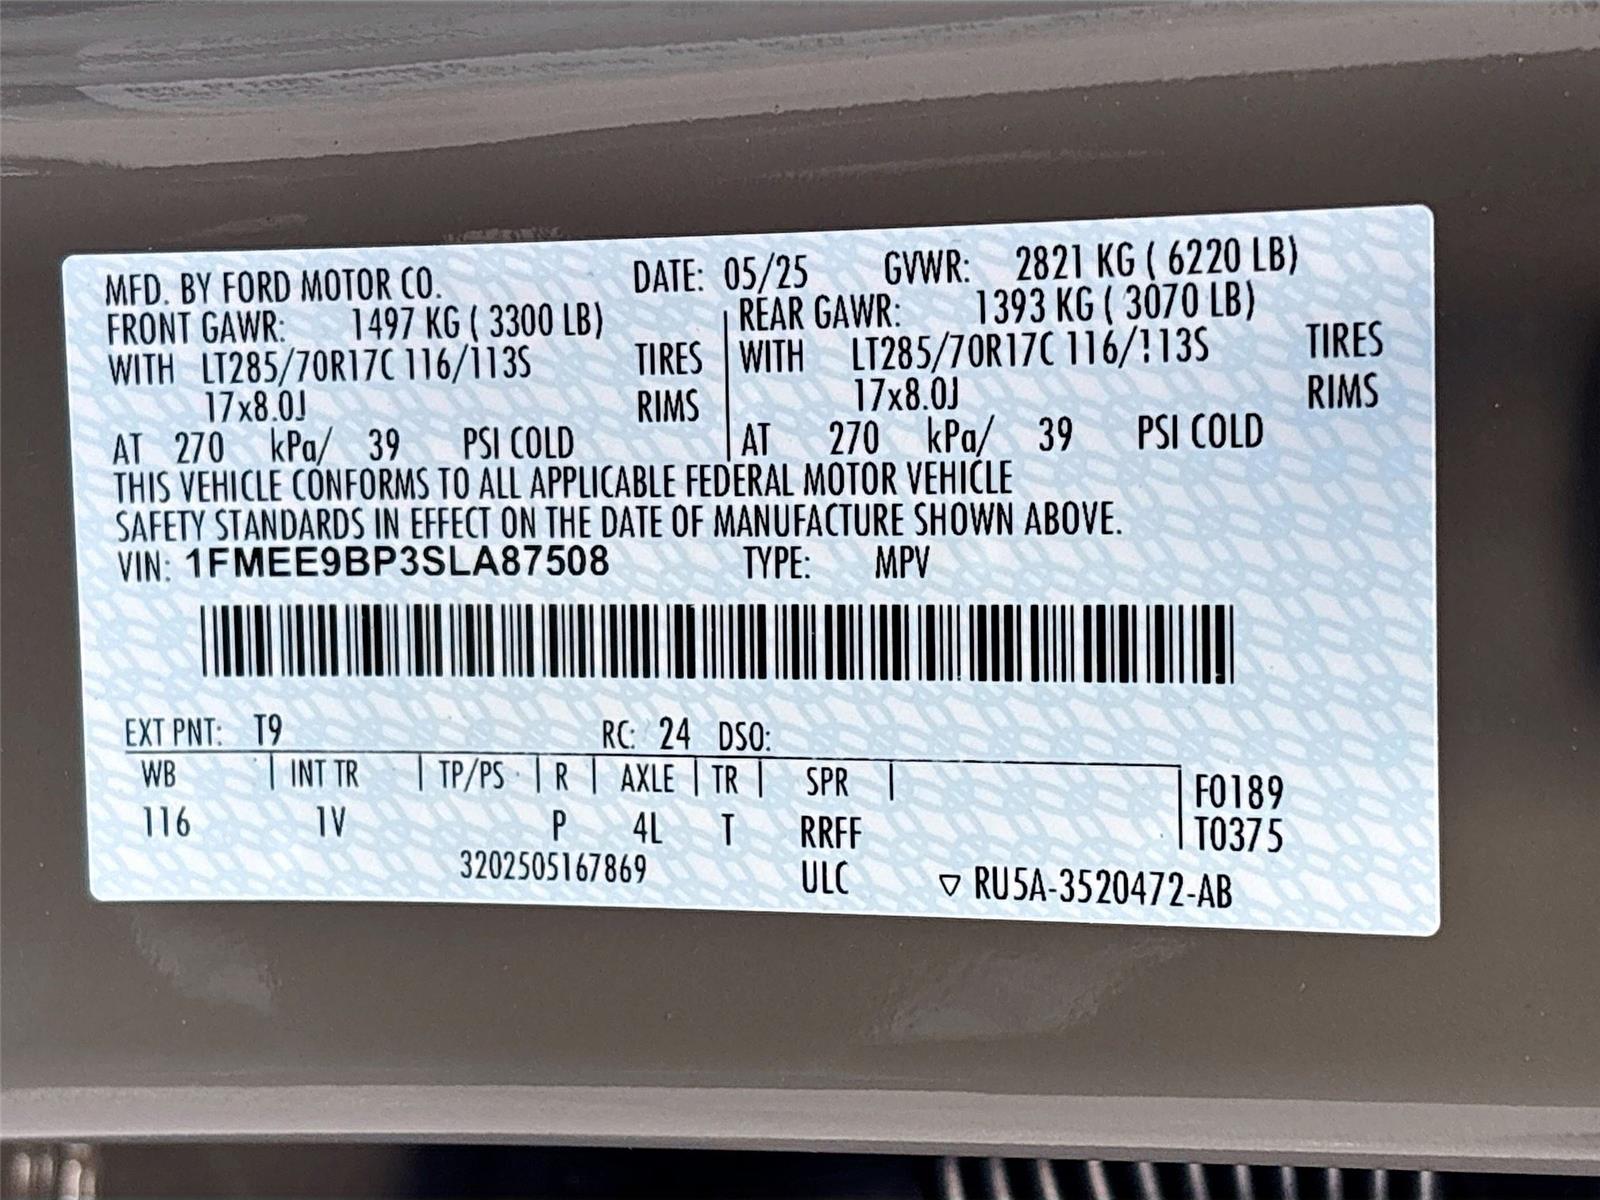 MFD. BY FORD MOTOR CO. DATE: 05/25 GVWR: 2821 KG ( 6220 LB)
FRONT GAWR: 1497 KG ( 3300 LB) REAR GAWR: 1393 KG ( 3070 LB)
WITH LT285/70R17C 116/113S TIRES WITH LT285/70R17C 116/!13S TIRES
17x8.0J RIMS 17x8.0J RIMS
AT 270 kPa/ 39 PSI COLD AT 270 kPa/ 39 PSI COLD
THIS VEHICLE CONFORMS TO ALL APPLICABLE FEDERAL MOTOR VEHICLE
SAFETY STANDARDS IN EFFECT ON THE DATE OF MANUFACTURE SHOWN ABOVE.
VIN: 1FMEE9BP3SLA87508 TYPE: MPV
EXT PNT: T9 RC: 24 DSO:
WB | INT TR | TP/PS | R | AXLE | TR | SPR | F0189
116 1V P 4L T RRFF T0375
3202505167869 ULC ▽ RU5A-3520472-AB